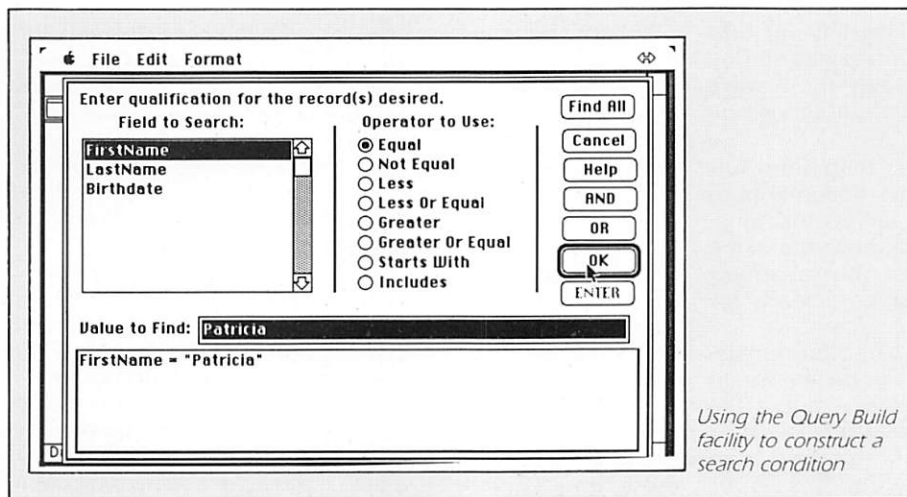 File Edit Format
Enter qualification for the record(s) desired.
Field to Search:
FirstName
LastName
Birthdate
Operator to Use:
Equal
Not Equal
Less
Less Or Equal
Greater
Greater Or Equal
Starts With
Includes
Find All
Cancel
Help
AND
OR
OK
ENTER
Value to Find: Patricia
FirstName = "Patricia"
Using the Query Build
facility to construct a
search condition